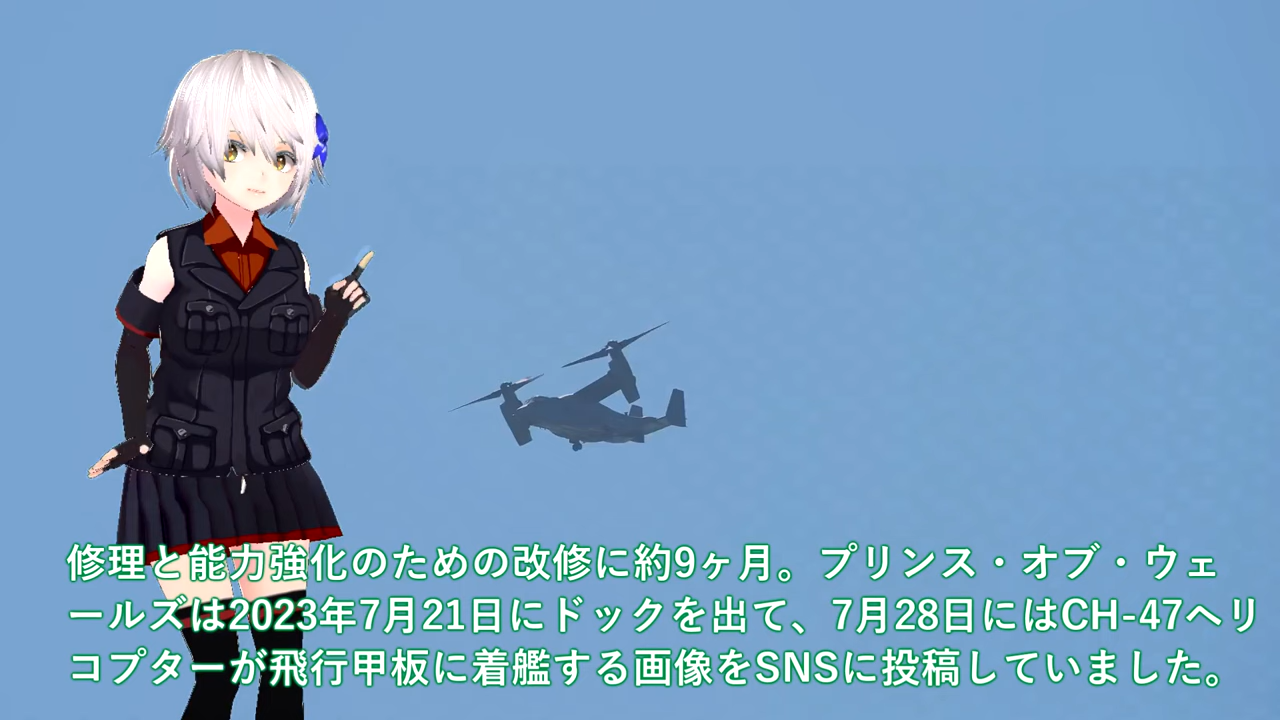 修理と能力強化のための改修に約9ヶ月。プリンス・オブ・ウェ
ールズは2023年7月21日にドックを出て、7月28日にはCH-47ヘリ
コプターが飛行甲板に着艦する画像をSNSに投稿していました。